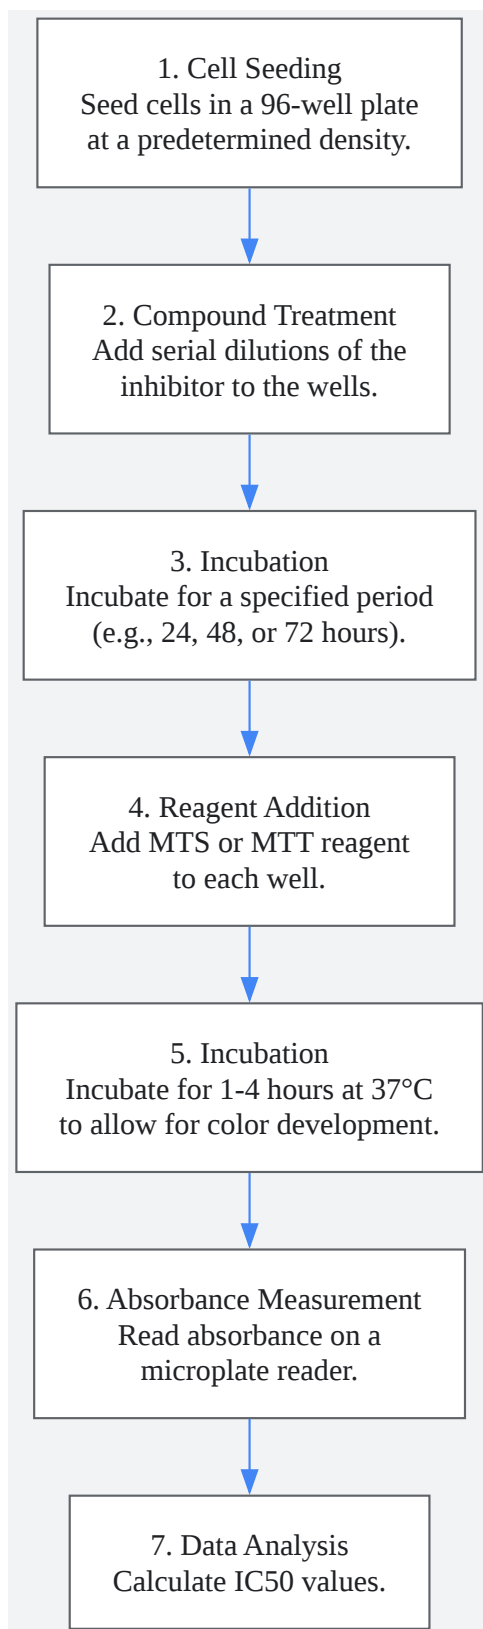 1. Cell Seeding
Seed cells in a 96-well plate
at a predetermined density.
2. Compound Treatment
Add serial dilutions of the
inhibitor to the wells.
3. Incubation
Incubate for a specified period
(e.g., 24, 48, or 72 hours).
4. Reagent Addition
Add MTS or MTT reagent
to each well.
5. Incubation
Incubate for 1-4 hours at 37°C
to allow for color development.
6. Absorbance Measurement
Read absorbance on a
microplate reader.
7. Data Analysis
Calculate IC50 values.